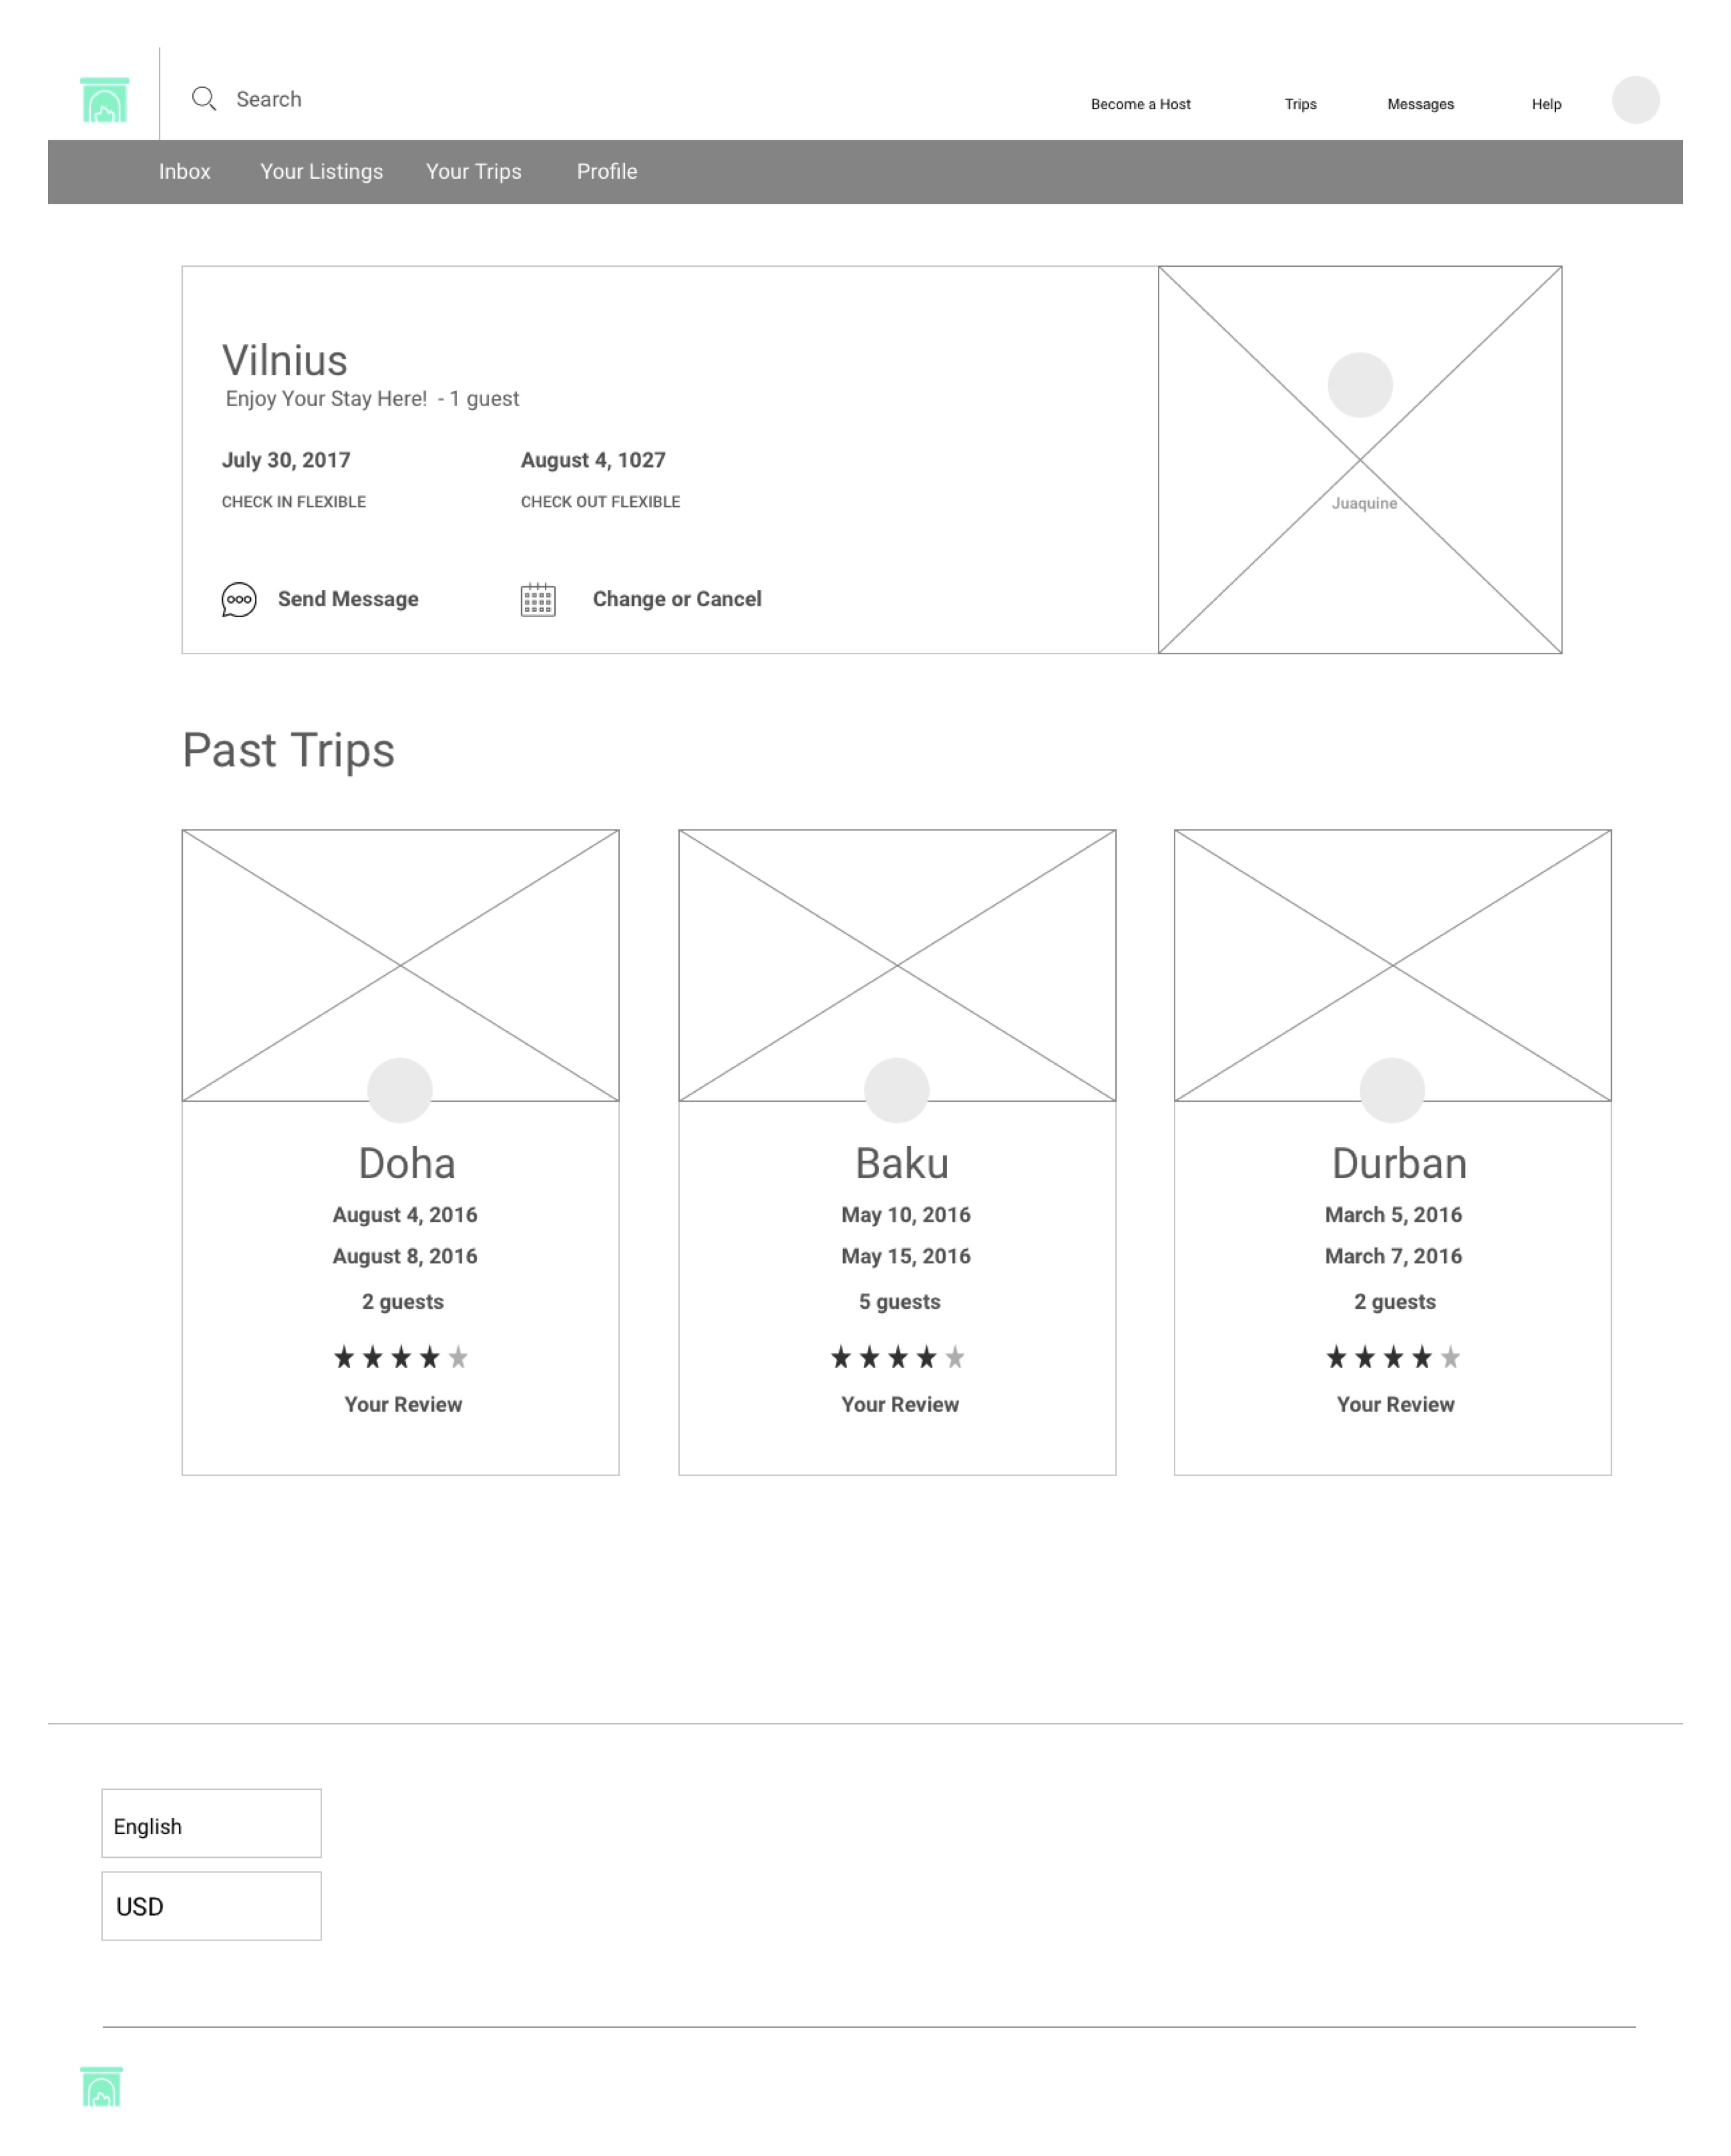 Search
Become a Host Trips Messages Help
Inbox Your Listings Your Trips Profile
Vilnius
Enjoy Your Stay Here! - 1 guest
July 30, 2017 August 4, 1027
CHECK IN FLEXIBLE CHECK OUT FLEXIBLE
Juaquine
Send Message Change or Cancel
Past Trips
Doha
August 4, 2016
August 8, 2016
2 guests
Your Review
Baku
May 10, 2016
May 15, 2016
5 guests
Your Review
Durban
March 5, 2016
March 7, 2016
2 guests
Your Review
English
USD